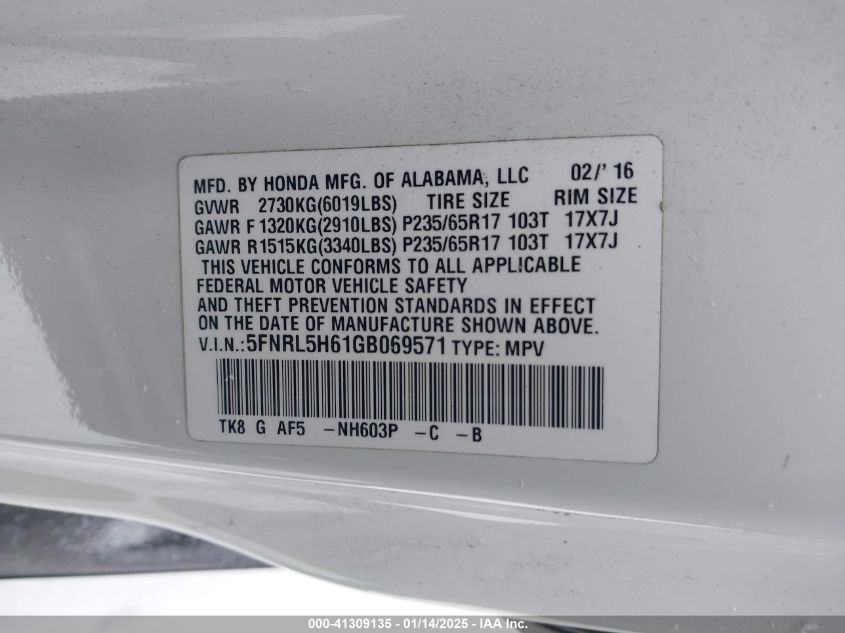 MFD. BY HONDA MFG. OF ALABAMA, LLC 02/' 16
GVWR 2730KG(6019LBS) TIRE SIZE RIM SIZE
GAWR F 1320KG(2910LBS) P235/65R17 103T 17X7J
GAWR R1515KG(3340LBS) P235/65R17 103T 17X7J
THIS VEHICLE CONFORMS TO ALL APPLICABLE
FEDERAL MOTOR VEHICLE SAFETY
AND THEFT PREVENTION STANDARDS IN EFFECT
ON THE DATE OF MANUFACTURE SHOWN ABOVE.
V.I.N.: 5FNRL5H61GB069571 TYPE: MPV
TK8 G AF5 -NH603P -C -B
000-41309135 - 01/14/2025 - IAA Inc.